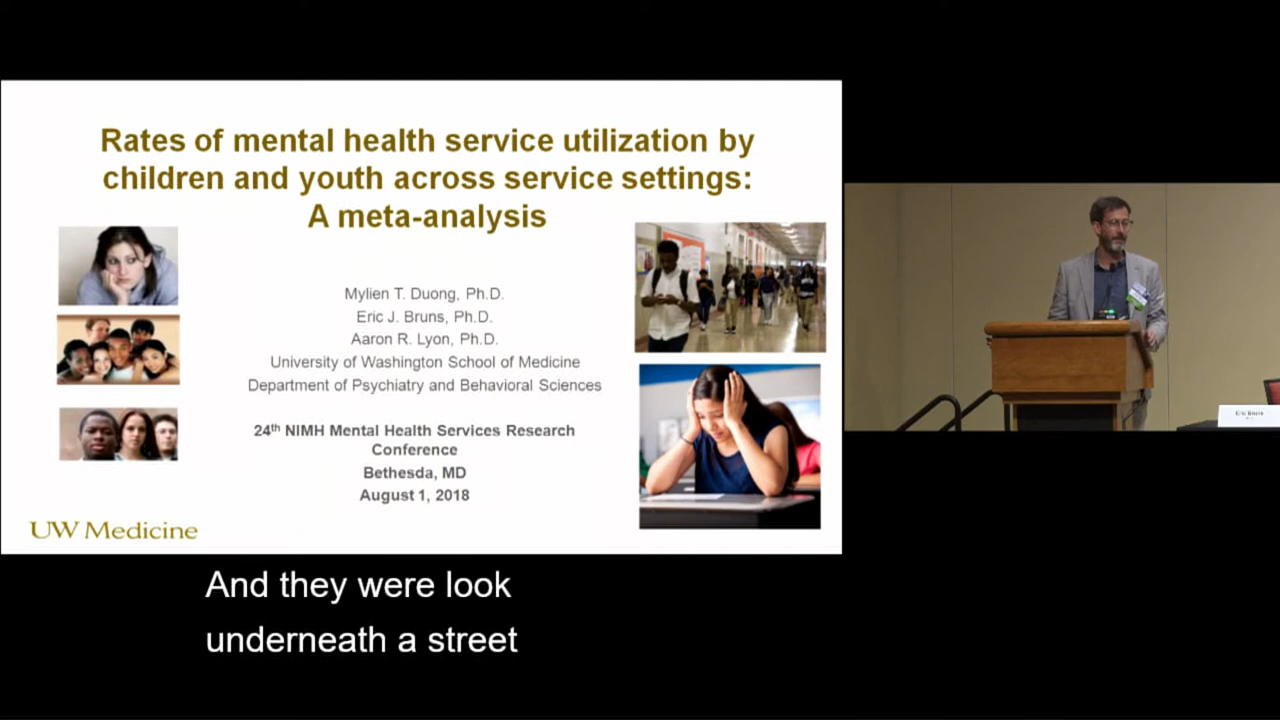 Rates of mental health service utilization by
children and youth across service settings:
A meta-analysis
Mylien T. Duong, Ph.D.
Eric J. Bruns, Ph.D.
Aaron R. Lyon, Ph.D.
University of Washington School of Medicine
Department of Psychiatry and Behavioral Sciences
24th NIMH Mental Health Services Research
Conference
Bethesda, MD
August 1, 2018
UW Medicine
And they were look
underneath a street